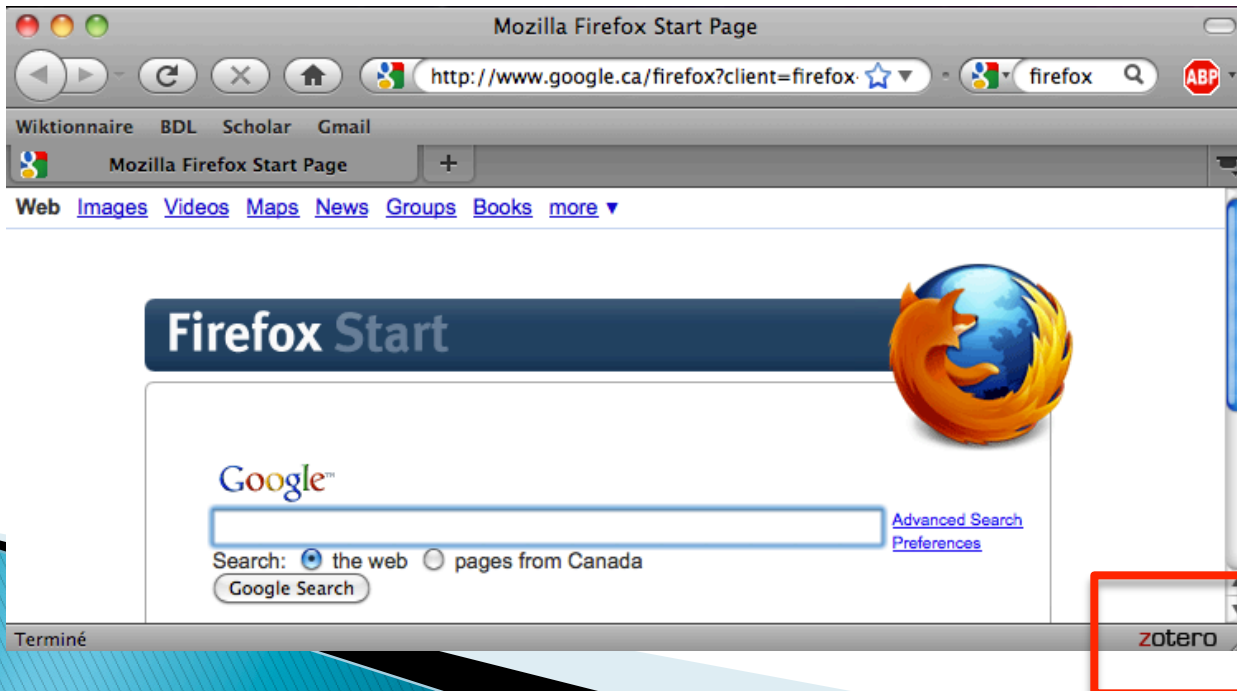 Mozilla Firefox Start Page
http://www.google.ca/firefox?client=firefox- firefox ABP
Wiktionnaire BDL Scholar Gmail
Mozilla Firefox Start Page +
Web Images Videos Maps News Groups Books more ▼
Firefox Start
Google™
Advanced Search
Preferences
Search: the web pages from Canada
Google Search
Terminé zotero